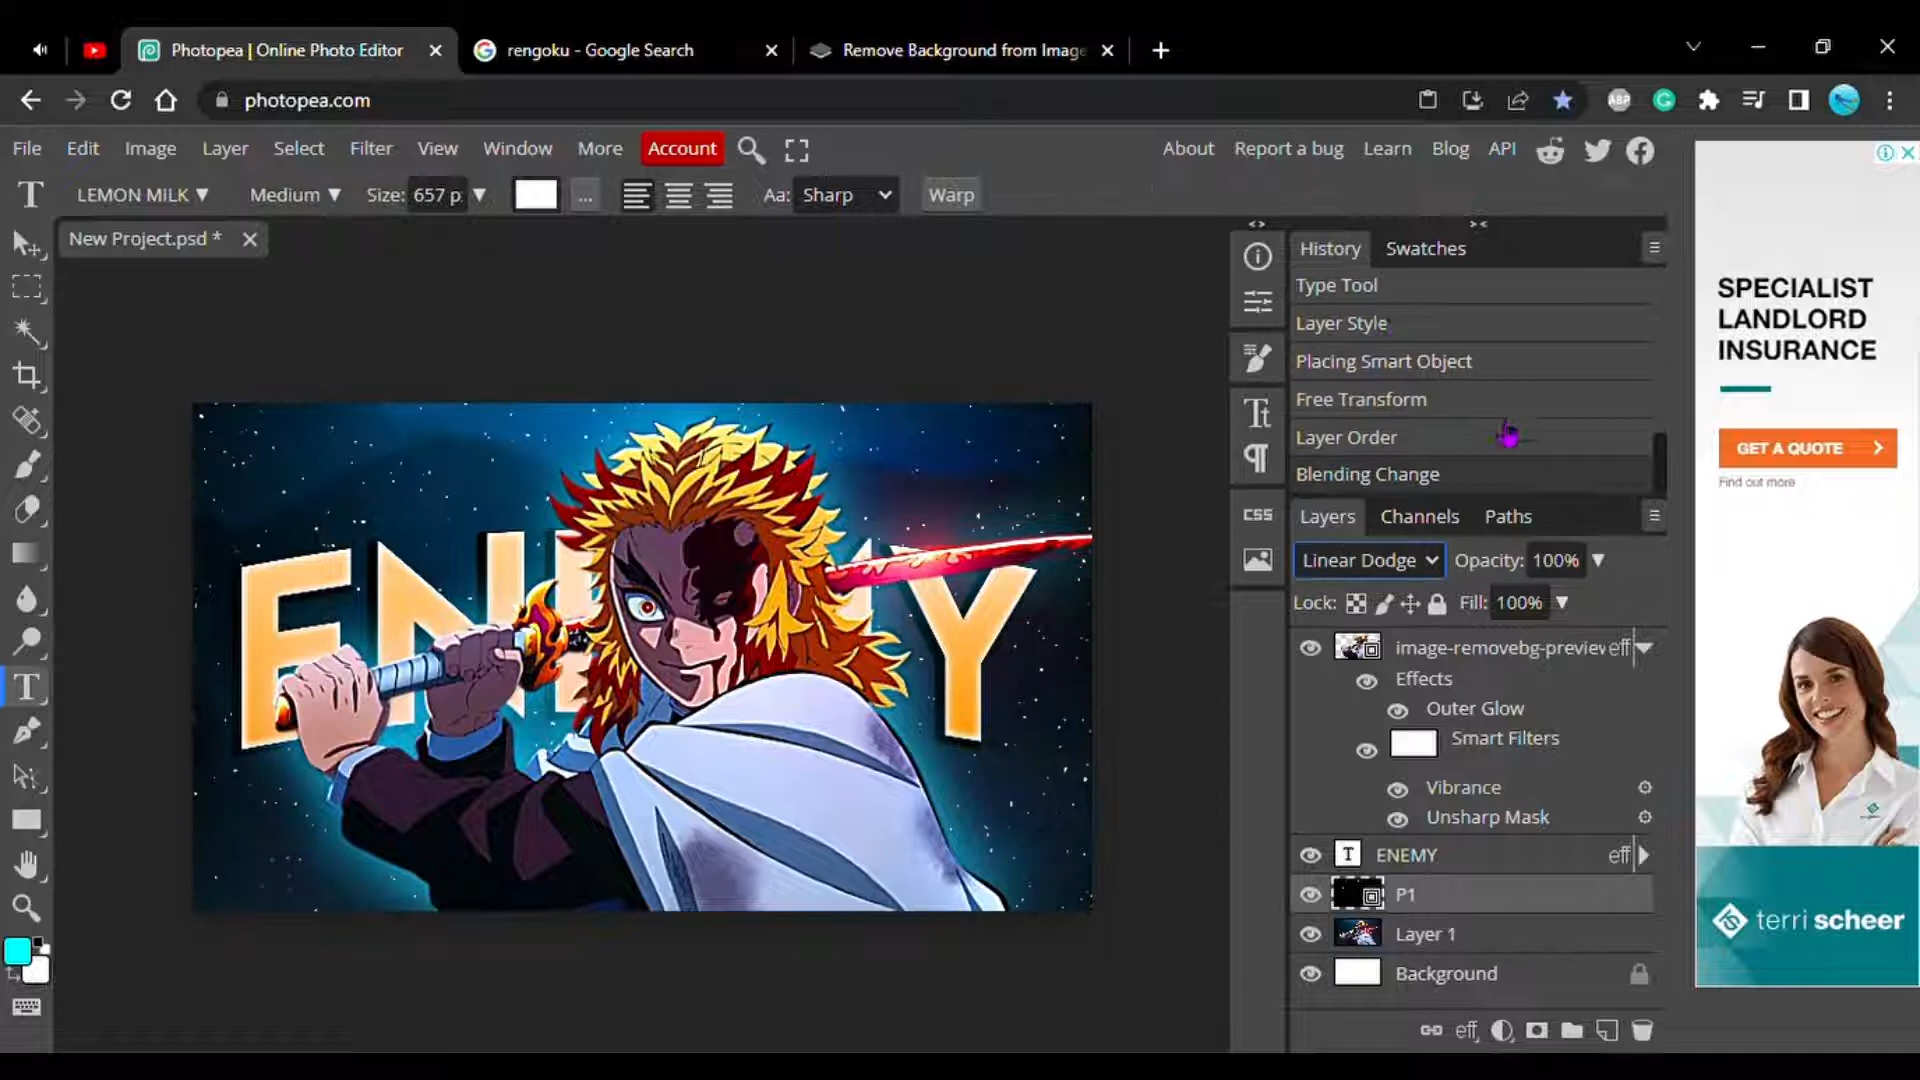 Photopea | Online Photo Editor
rengoku - Google Search
Remove Background from Image
photopea.com
ABP
File Edit Image Layer Select Filter View Window More Account
About Report a bug Learn Blog API
LEMON MILK Medium Size: 657 p ... Aa: Sharp Warp
New Project.psd *
History Swatches
Type Tool
Layer Style
Placing Smart Object
Free Transform
Layer Order
Blending Change
CSS
Layers Channels Paths
Linear Dodge Opacity: 100%
Lock: Fill: 100%
image-removebg-preview eff
Effects
Outer Glow
Smart Filters
Vibrance
Unsharp Mask
T ENEMY eff
P1
Layer 1
Background
eff
ENEMY
SPECIALIST
LANDLORD
INSURANCE
GET A QUOTE
Find out more
terri scheer